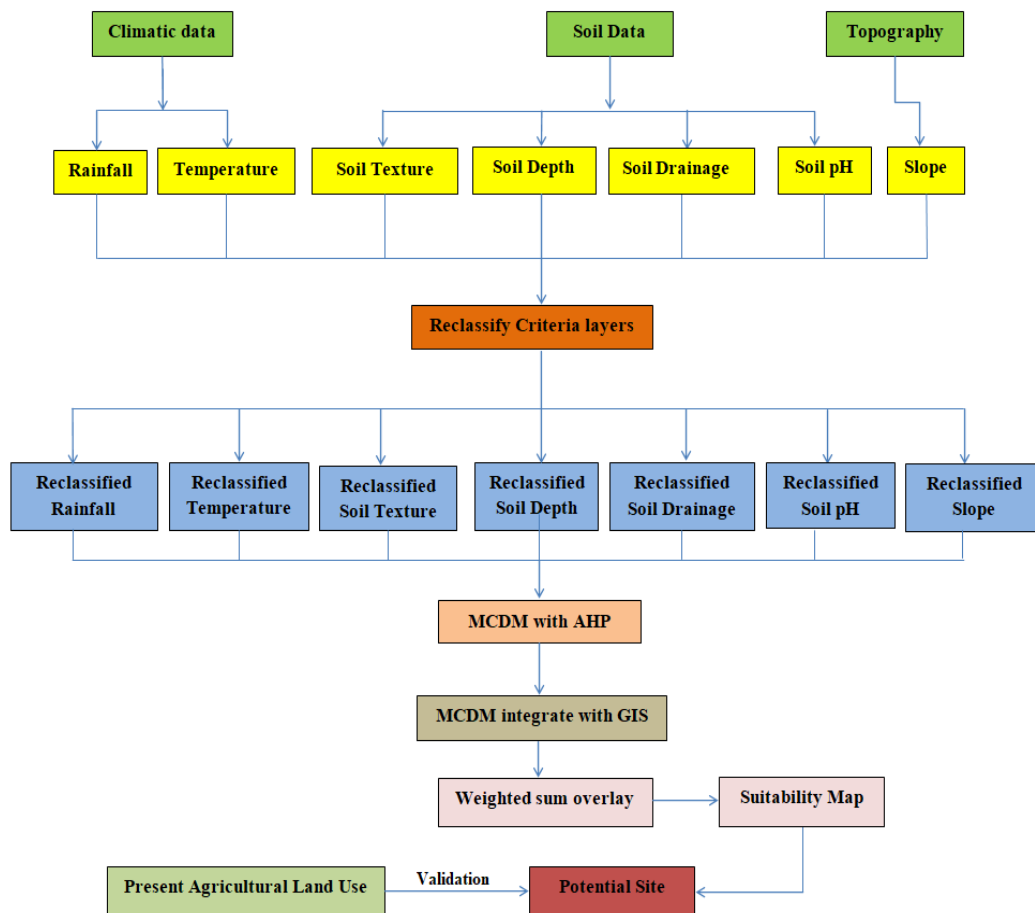 Climatic data
Soil Data
Topography
Rainfall
Temperature
Soil Texture
Soil Depth
Soil Drainage
Soil pH
Slope
Reclassify Criteria layers
Reclassified
Rainfall
Reclassified
Temperature
Reclassified
Soil Texture
Reclassified
Soil Depth
Reclassified
Soil Drainage
Reclassified
Soil pH
Reclassified
Slope
MCDM with AHP
MCDM integrate with GIS
Weighted sum overlay
Suitability Map
Present Agricultural Land Use
Validation
Potential Site